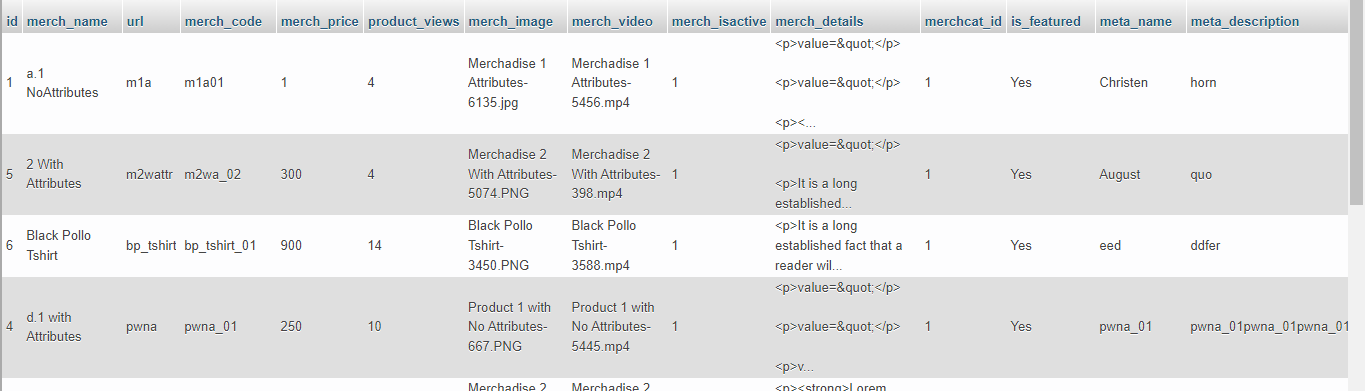 id merch_name url merch_code merch_price product_views merch_image merch_video merch_isactive merch_details merchcat_id is_featured meta_name meta_description
1
a.1
NoAttributes
m1a
m1a01
1
4
Merchadise 1
Attributes-
6135.jpg
Merchadise 1
Attributes-
5456.mp4
1
<p>value=&quot;</p>
<p>value=&quot;</p>
<p><...
1
Yes
Christen
horn
5
2 With
Attributes
m2wattr
m2wa_02
300
4
Merchadise 2
With Attributes-
5074.PNG
Merchadise 2
With Attributes-
398.mp4
1
<p>value=&quot;</p>
<p>It is a long
established...
1
Yes
August
quo
6
Black Pollo
Tshirt
bp_tshirt
bp_tshirt_01
900
14
Black Pollo
Tshirt-
3450.PNG
Black Pollo
Tshirt-
3588.mp4
1
<p>It is a long
established fact that a
reader wil...
1
Yes
eed
ddfer
4
d.1 with
Attributes
pwna
pwna_01
250
10
Product 1 with
No Attributes-
667.PNG
Product 1 with
No Attributes-
5445.mp4
1
<p>value=&quot;</p>
<p>value=&quot;</p>
<p>v...
1
Yes
pwna_01
pwna_01pwna_01pwna_01
Merchadise 2
Merchadise 2
<p><strong>Lorem